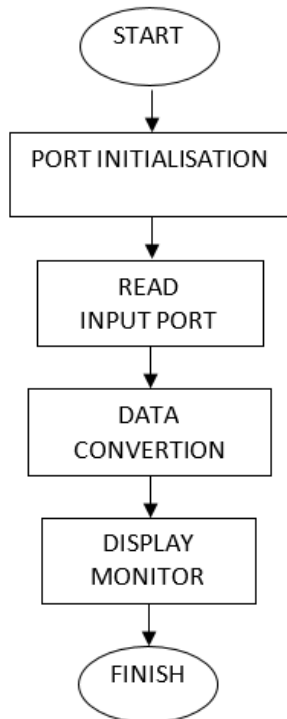 START
PORT INITIALISATION
READ
INPUT PORT
DATA
CONVERTION
DISPLAY
MONITOR
FINISH